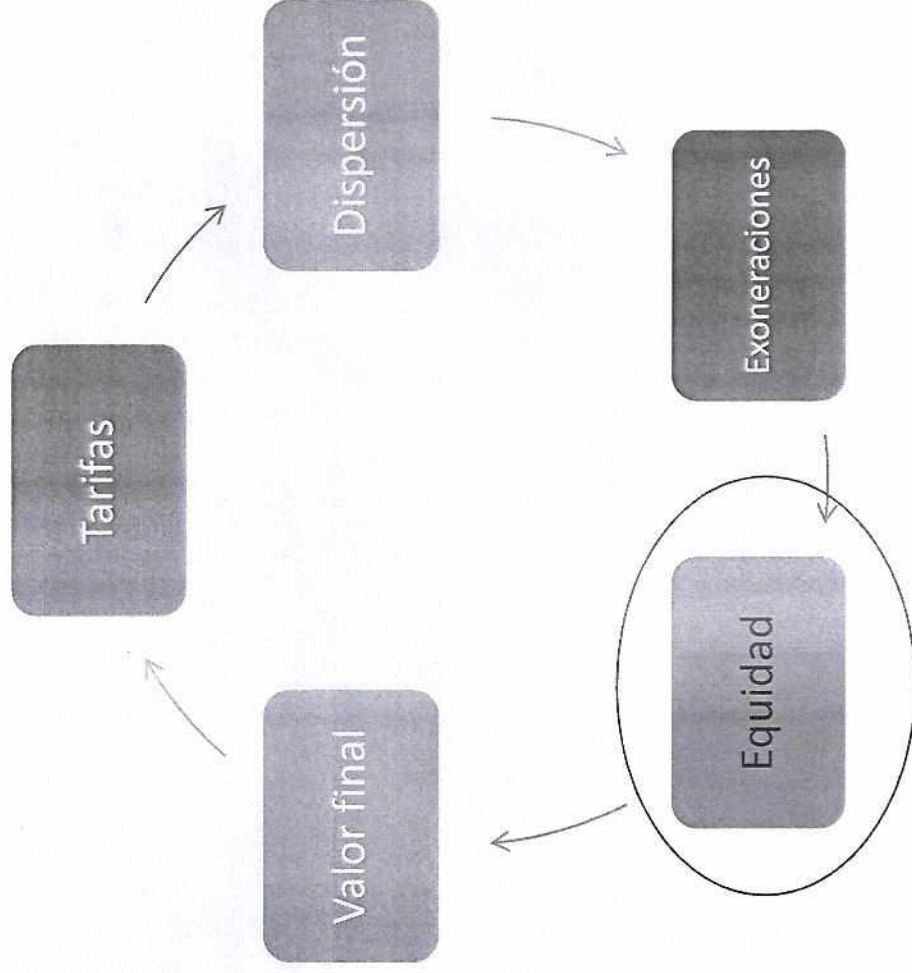 Tarifas
Dispersión
Exoneraciones
Equidad
Valor final